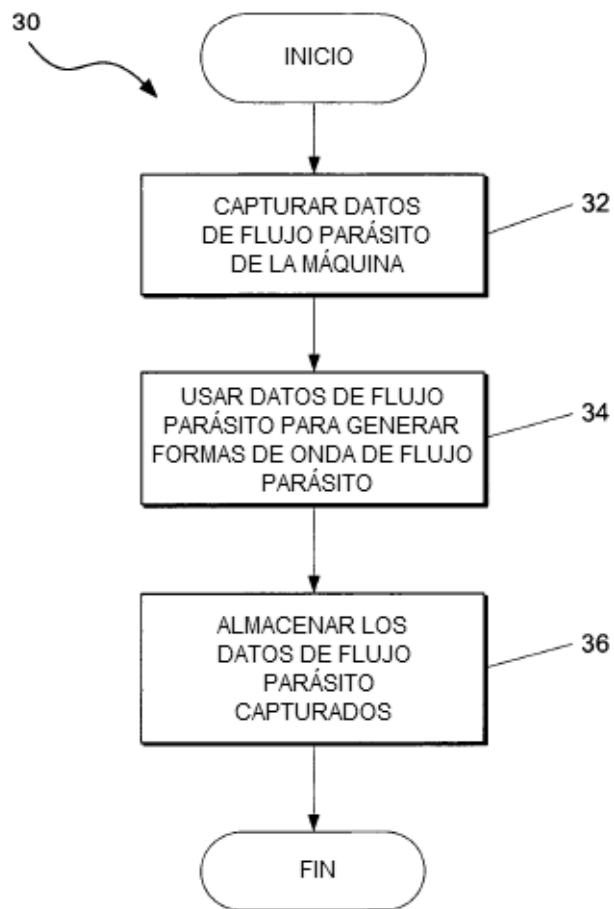 30
INICIO
CAPTURAR DATOS
DE FLUJO PARÁSITO
DE LA MÁQUINA
32
USAR DATOS DE FLUJO
PARÁSITO PARA GENERAR
FORMAS DE ONDA DE FLUJO
PARÁSITO
34
ALMACENAR LOS
DATOS DE FLUJO
PARÁSITO
CAPTURADOS
36
FIN